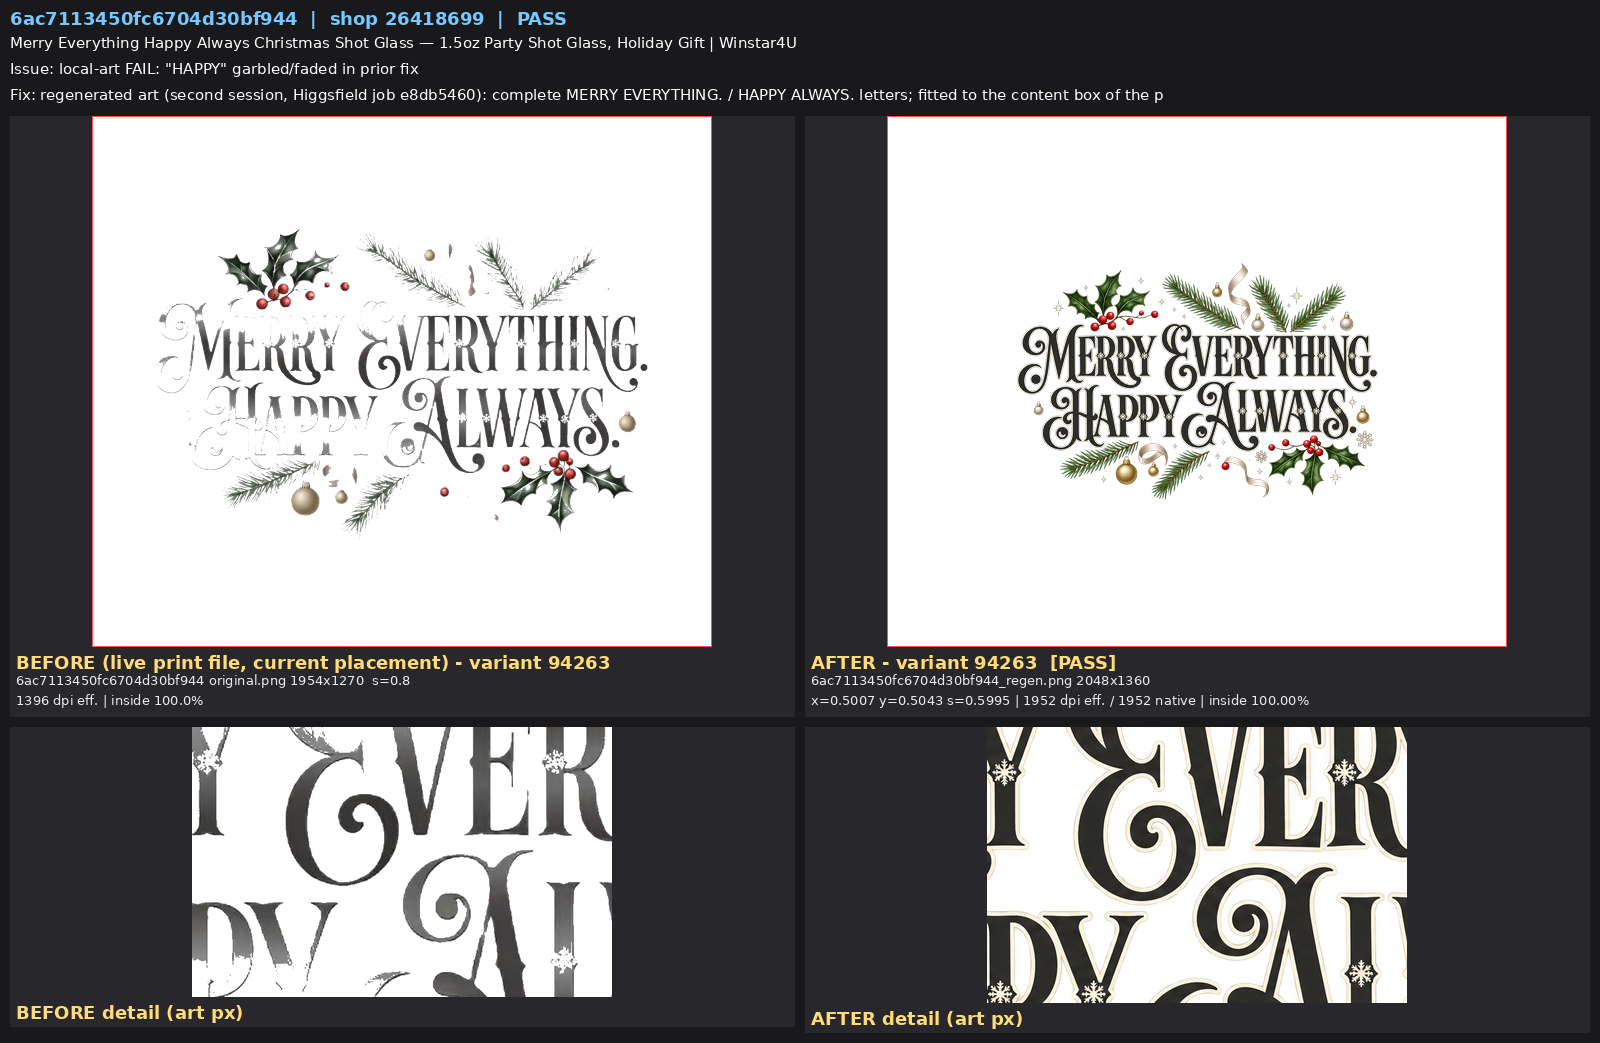 6ac7113450fc6704d30bf944 | shop 26418699 | PASS
Merry Everything Happy Always Christmas Shot Glass — 1.5oz Party Shot Glass, Holiday Gift | Winstar4U
Issue: local-art FAIL: "HAPPY" garbled/faded in prior fix
Fix: regenerated art (second session, Higgsfield job e8db5460): complete MERRY EVERYTHING. / HAPPY ALWAYS. letters; fitted to the content box of the p
MERRY EVERYTHING.
HAPPY ALWAYS.
BEFORE (live print file, current placement) - variant 94263
6ac7113450fc6704d30bf944 original.png 1954x1270 s=0.8
1396 dpi eff. | inside 100.0%
MERRY EVERYTHING.
HAPPY ALWAYS.
AFTER - variant 94263 [PASS]
6ac7113450fc6704d30bf944_regen.png 2048x1360
x=0.5007 y=0.5043 s=0.5995 | 1952 dpi eff. / 1952 native | inside 100.00%
Y EVER
PY AL
BEFORE detail (art px)
Y EVER
PY AL
AFTER detail (art px)